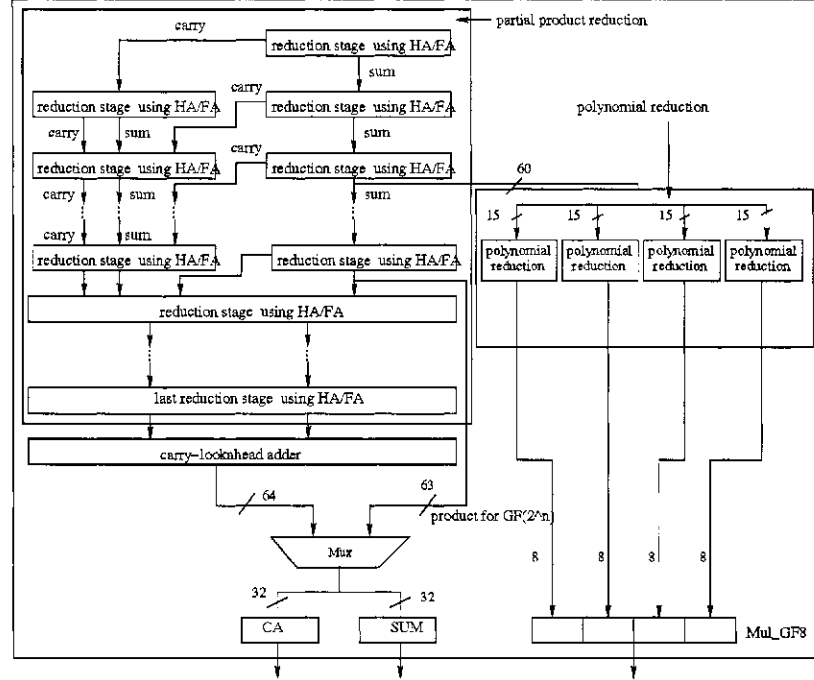 partial product reduction
carry
reduction stage using HA/FA
sum
carry
reduction stage using HA/FA
reduction stage using HA/FA
polynomial reduction
carry
sum
sum
carry
reduction stage using HA/FA
reduction stage using HA/FA
60
carry
sum
sum
15
15
15
15
carry
sum
polynomial
reduction
polynomial
reduction
polynomial
reduction
polynomial
reduction
reduction stage using HA/FA
reduction stage using HA/FA
reduction stage using HA/FA
last reduction stage using HA/FA
carry-lookahead adder
64
63
product for GF(2^n)
Mux
8
8
8
8
32
32
CA
SUM
Mul_GF8